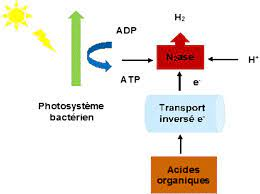 H₂
ADP
N₂ase
H⁺
ATP
e⁻
Photosystème
bactérien
Transport
inversé e⁻
Acides
organiques